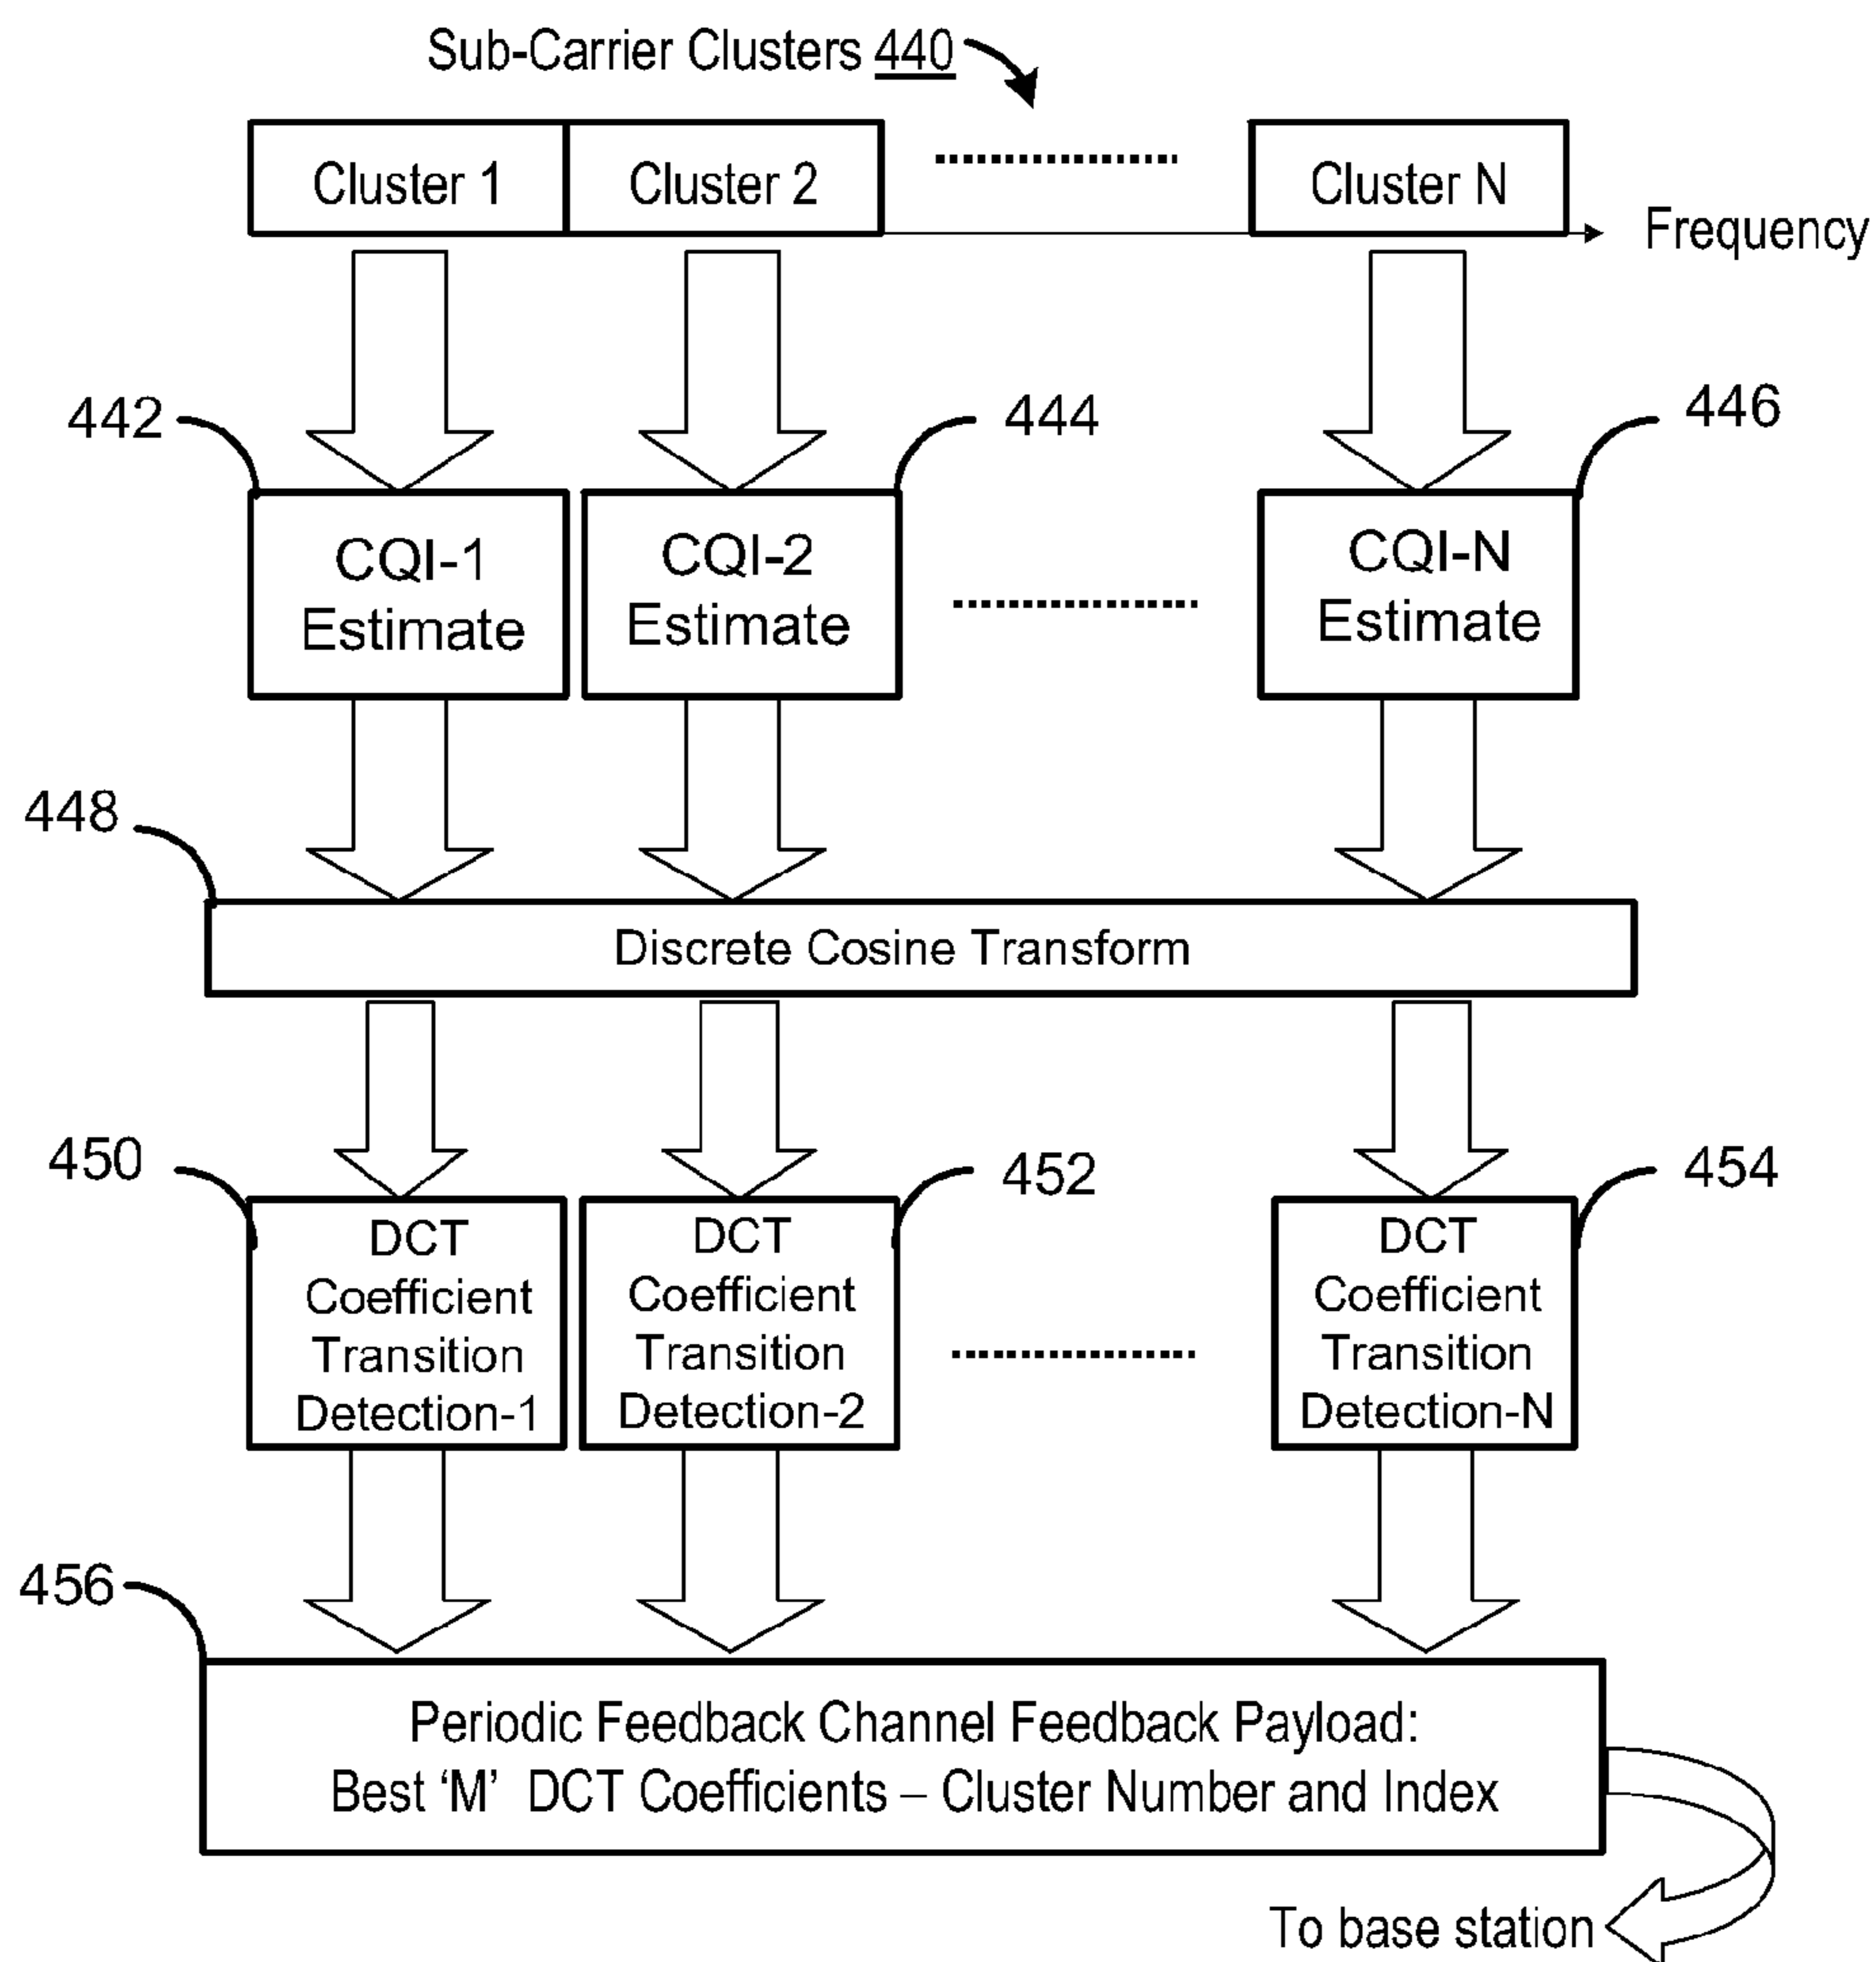 Sub-Carrier Clusters 440
Cluster 1
Cluster 2
Cluster N
Frequency
442
444
446
CQI-1
Estimate
CQI-2
Estimate
CQI-N
Estimate
448
Discrete Cosine Transform
450
452
454
DCT
Coefficient
Transition
Detection-1
DCT
Coefficient
Transition
Detection-2
DCT
Coefficient
Transition
Detection-N
456
Periodic Feedback Channel Feedback Payload:
Best ‘M’ DCT Coefficients – Cluster Number and Index
To base station